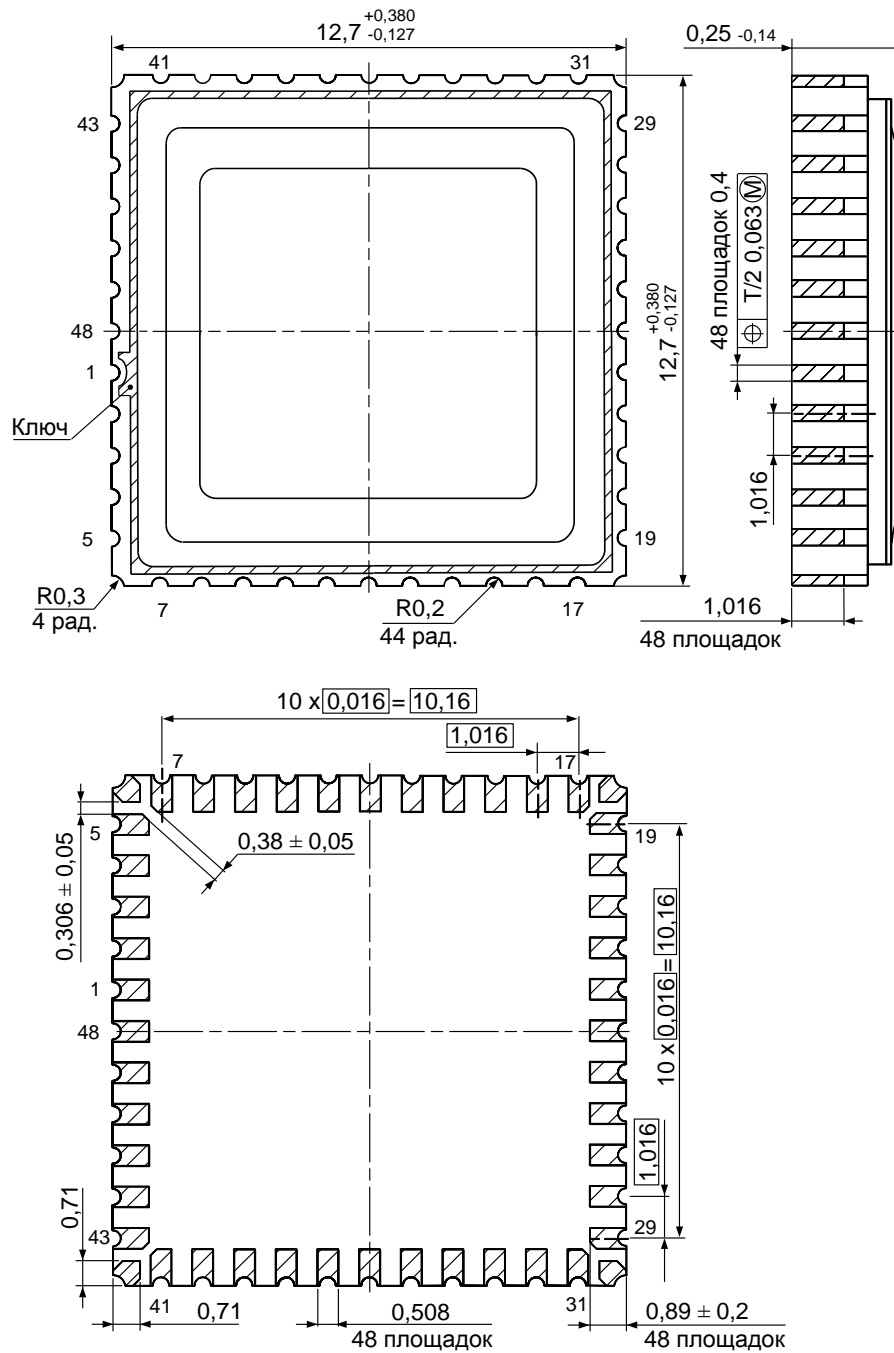 12,7 +0,380 -0,127
0,25 -0,14
41
31
43
29
48
1
Ключ
5
19
R0,3
4 рад.
7
R0,2
44 рад.
17
12,7 +0,380 -0,127
48 площадок 0,4
⌖ T/2 0,063 Ⓜ
1,016
1,016
48 площадок
10 x 0,016 = 10,16
1,016
7
17
5
19
0,306 ± 0,05
0,38 ± 0,05
1
48
10 x 0,016 = 10,16
1,016
0,71
43
29
41
31
0,71
0,508
48 площадок
0,89 ± 0,2
48 площадок